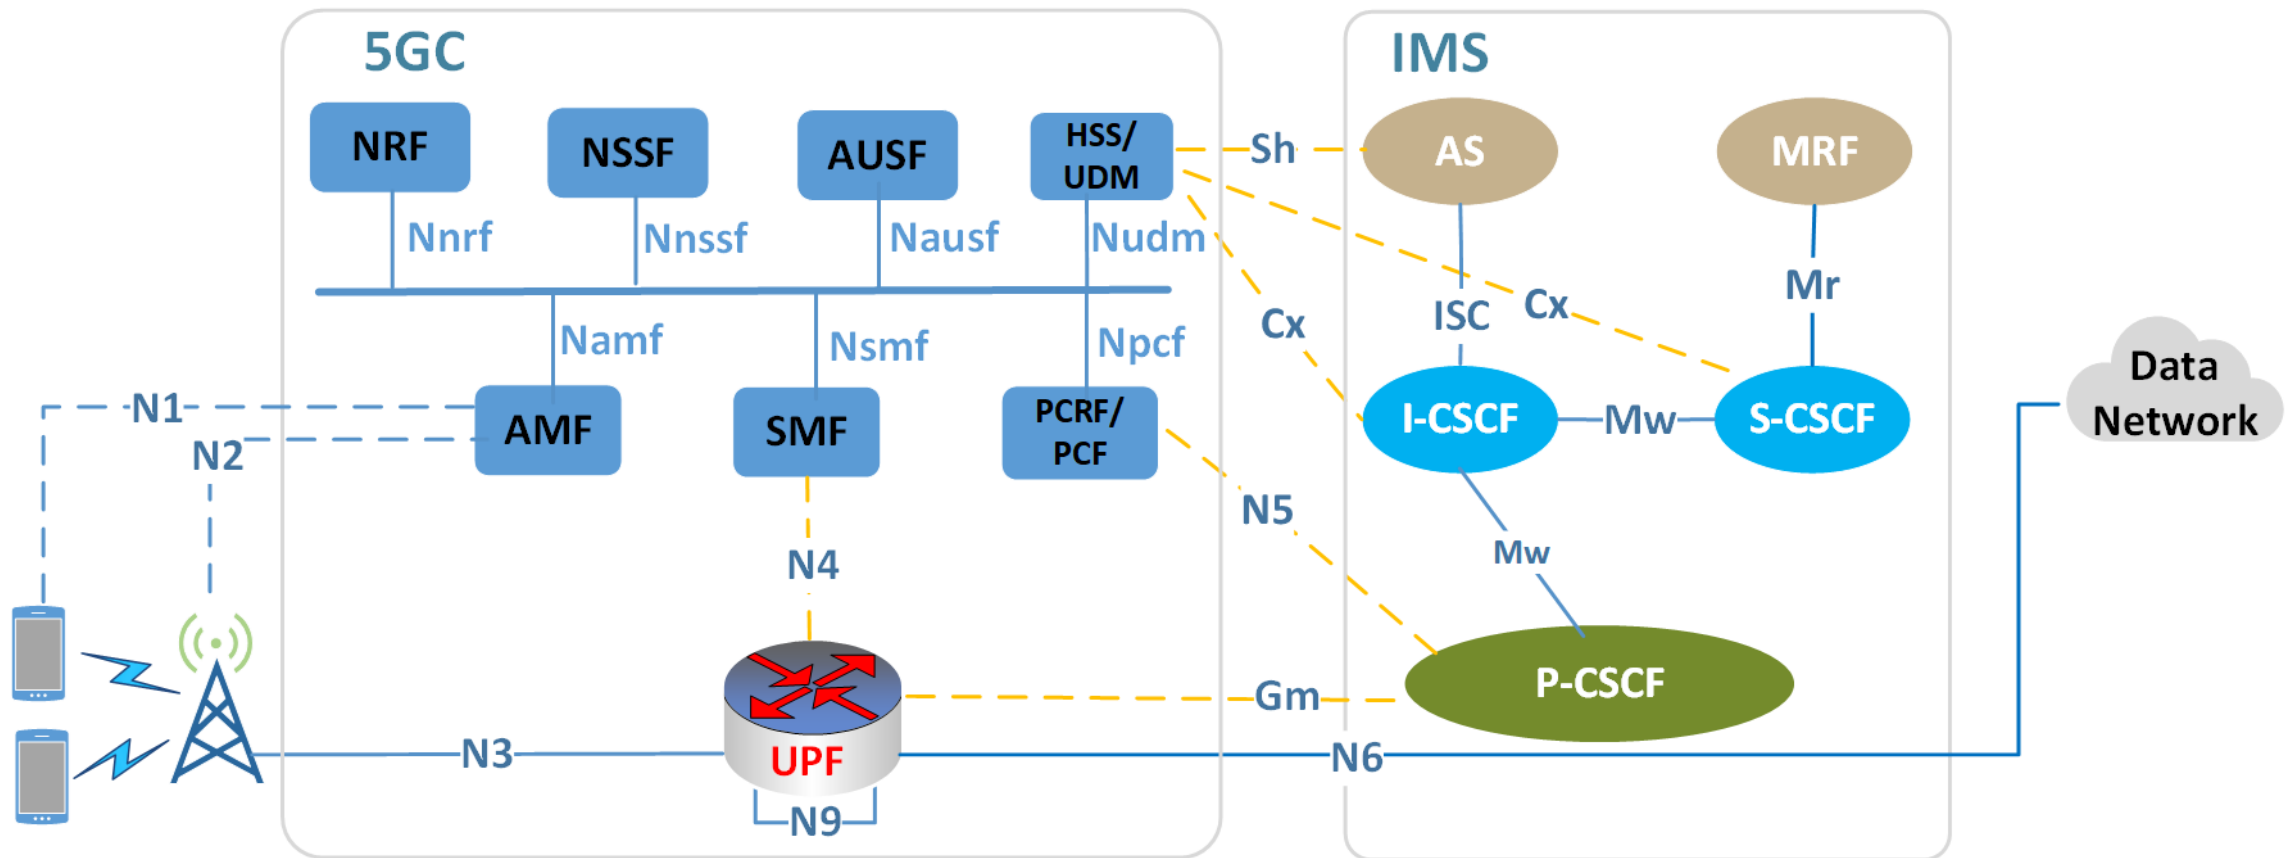 5GC
IMS
NRF
NSSF
AUSF
HSS/
UDM
Sh
AS
MRF
Nnrf
Nnssf
Nausf
Nudm
Mr
Cx
ISC
Cx
Namf
Nsmf
Npcf
Data
Network
N1
AMF
SMF
PCRF/
PCF
I-CSCF
Mw
S-CSCF
N2
N5
Mw
N4
P-CSCF
Gm
N3
UPF
N6
N9